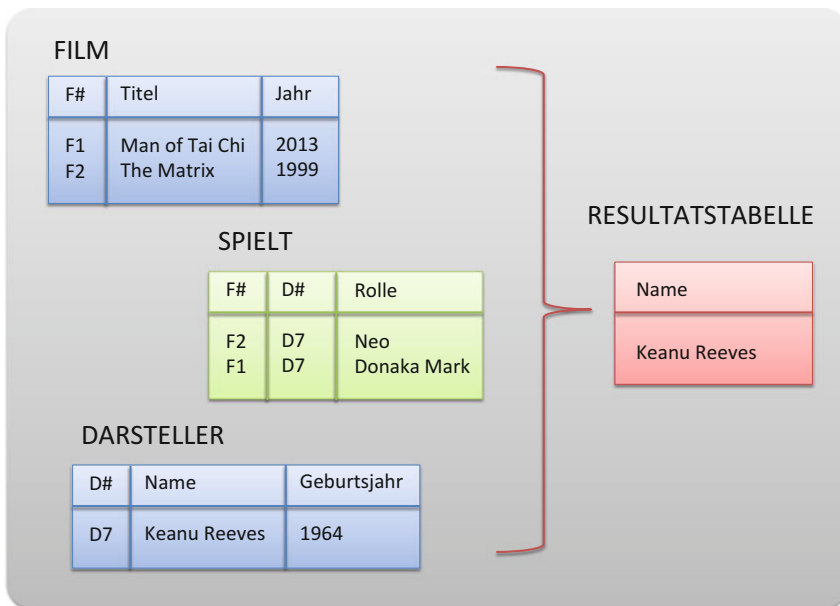 FILM
F# Titel Jahr
F1 Man of Tai Chi 2013
F2 The Matrix 1999
SPIELT
F# D# Rolle
F2 D7 Neo
F1 D7 Donaka Mark
DARSTELLER
D# Name Geburtsjahr
D7 Keanu Reeves 1964
RESULTATSTABELLE
Name
Keanu Reeves